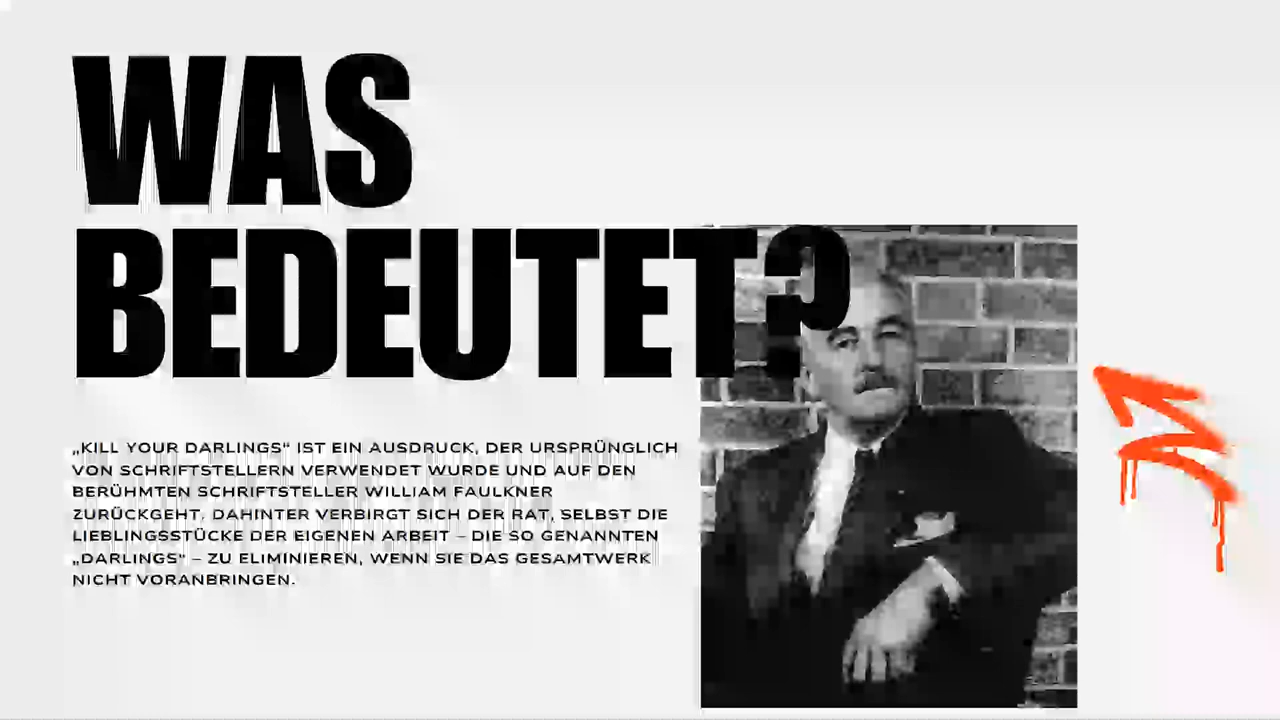 WAS
BEDEUTET?
„KILL YOUR DARLINGS“ IST EIN AUSDRUCK, DER URSPRÜNGLICH
VON SCHRIFTSTELLERN VERWENDET WURDE UND AUF DEN
BERÜHMTEN SCHRIFTSTELLER WILLIAM FAULKNER
ZURÜCKGEHT. DAHINTER VERBIRGT SICH DER RAT, SELBST DIE
LIEBLINGSSTÜCKE DER EIGENEN ARBEIT – DIE SO GENANNTEN
„DARLINGS“ – ZU ELIMINIEREN, WENN SIE DAS GESAMTWERK
NICHT VORANBRINGEN.